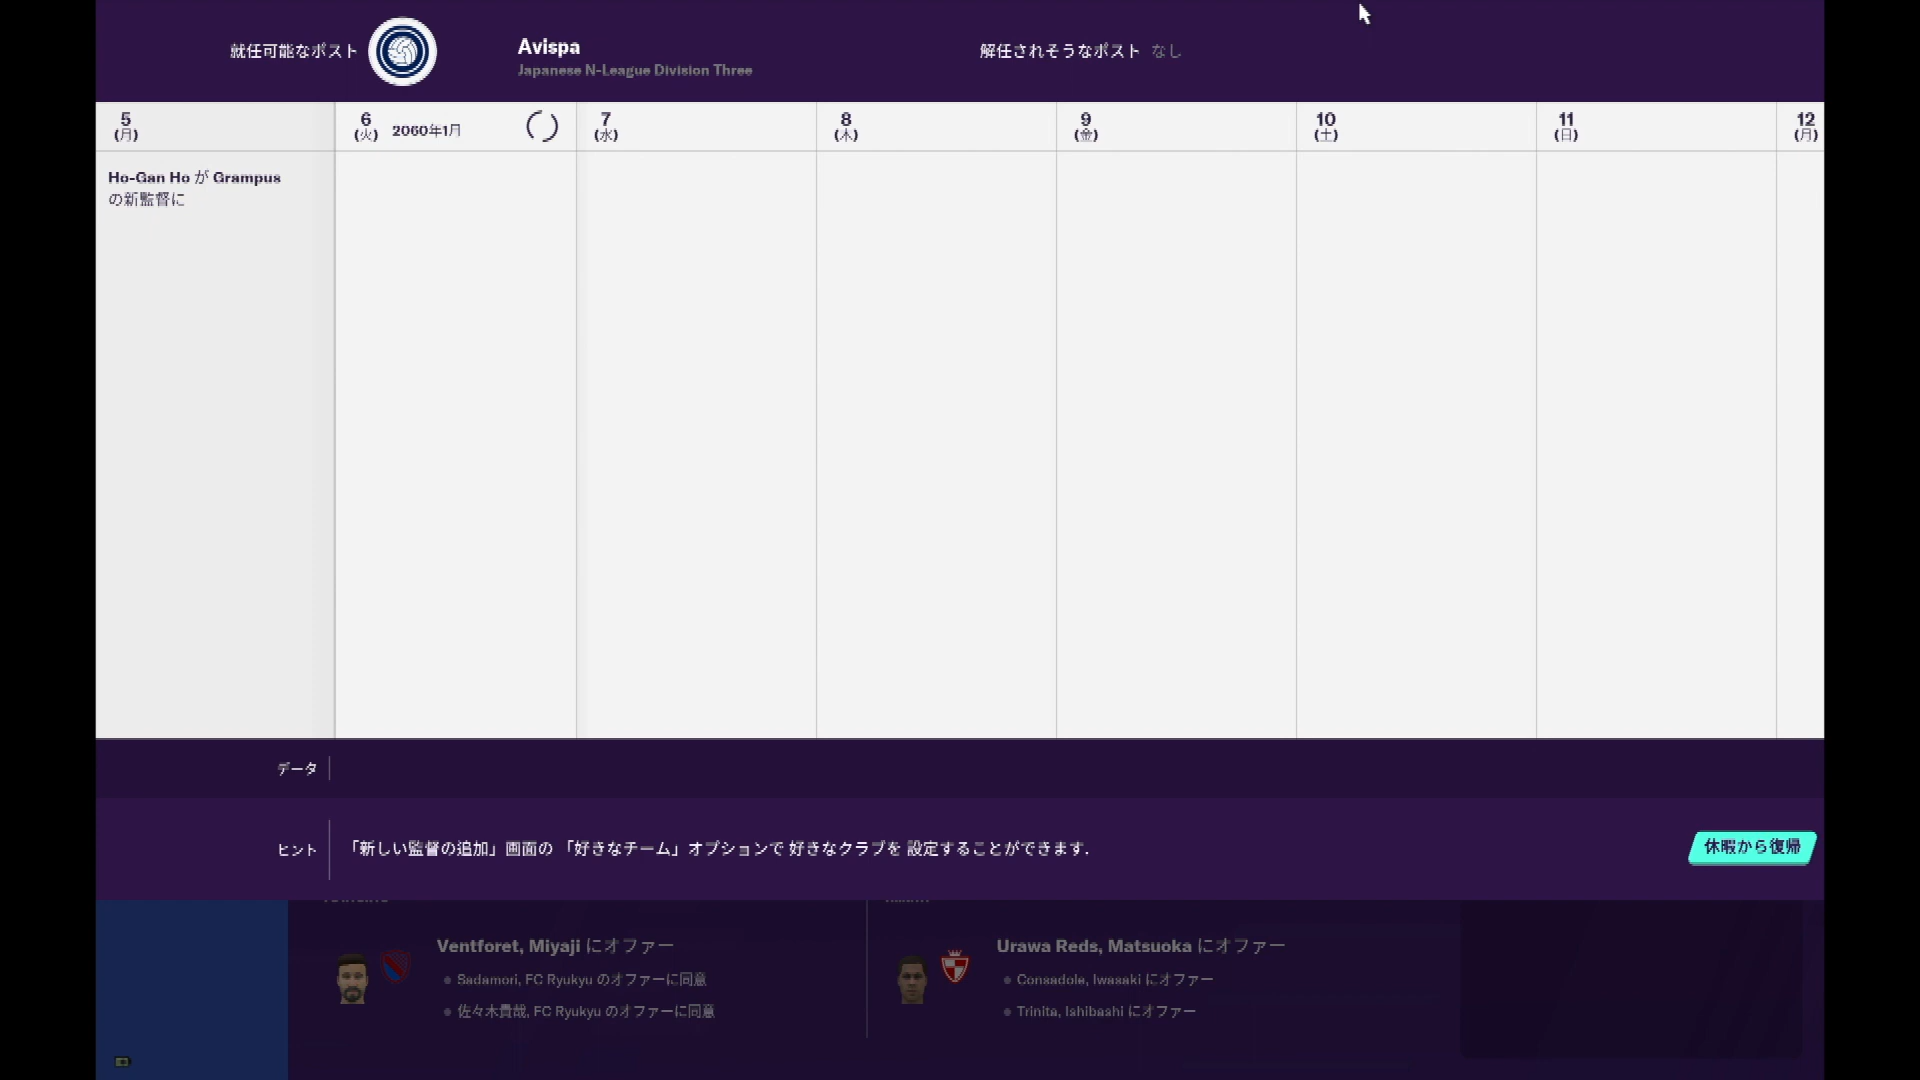 就任可能なポスト
Avispa
Japanese N-League Division Three
解任されそうなポスト なし
5
(月)
6
(火) 2060年1月
7
(水)
8
(木)
9
(金)
10
(土)
11
(日)
12
(月)
Ho-Gan Ho が Grampus
の新監督に
データ
ヒント
「新しい監督の追加」画面の 「好きなチーム」オプションで 好きなクラブを 設定することができます.
休暇から復帰
Ventforet, Miyaji にオファー
Sadamori, FC Ryukyu のオファーに同意
佐々木貴哉, FC Ryukyu のオファーに同意
Urawa Reds, Matsuoka にオファー
Consadole, Iwasaki にオファー
Trinita, Ishibashi にオファー